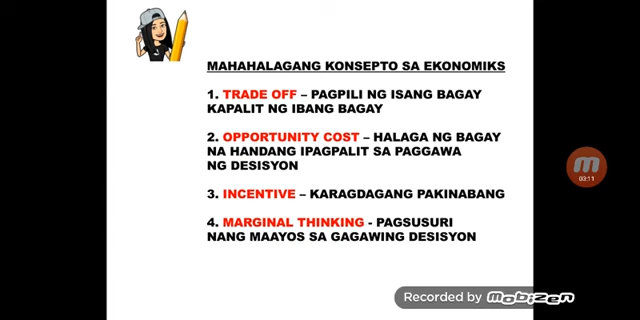 MAHAHALAGANG KONSEPTO SA EKONOMIKS
1. TRADE OFF – PAGPILI NG ISANG BAGAY
KAPALIT NG IBANG BAGAY
2. OPPORTUNITY COST – HALAGA NG BAGAY
NA HANDANG IPAGPALIT SA PAGGAWA
NG DESISYON
3. INCENTIVE – KARAGDAGANG PAKINABANG
4. MARGINAL THINKING - PAGSUSURI
NANG MAAYOS SA GAGAWING DESISYON
03:11
Recorded by mobizen